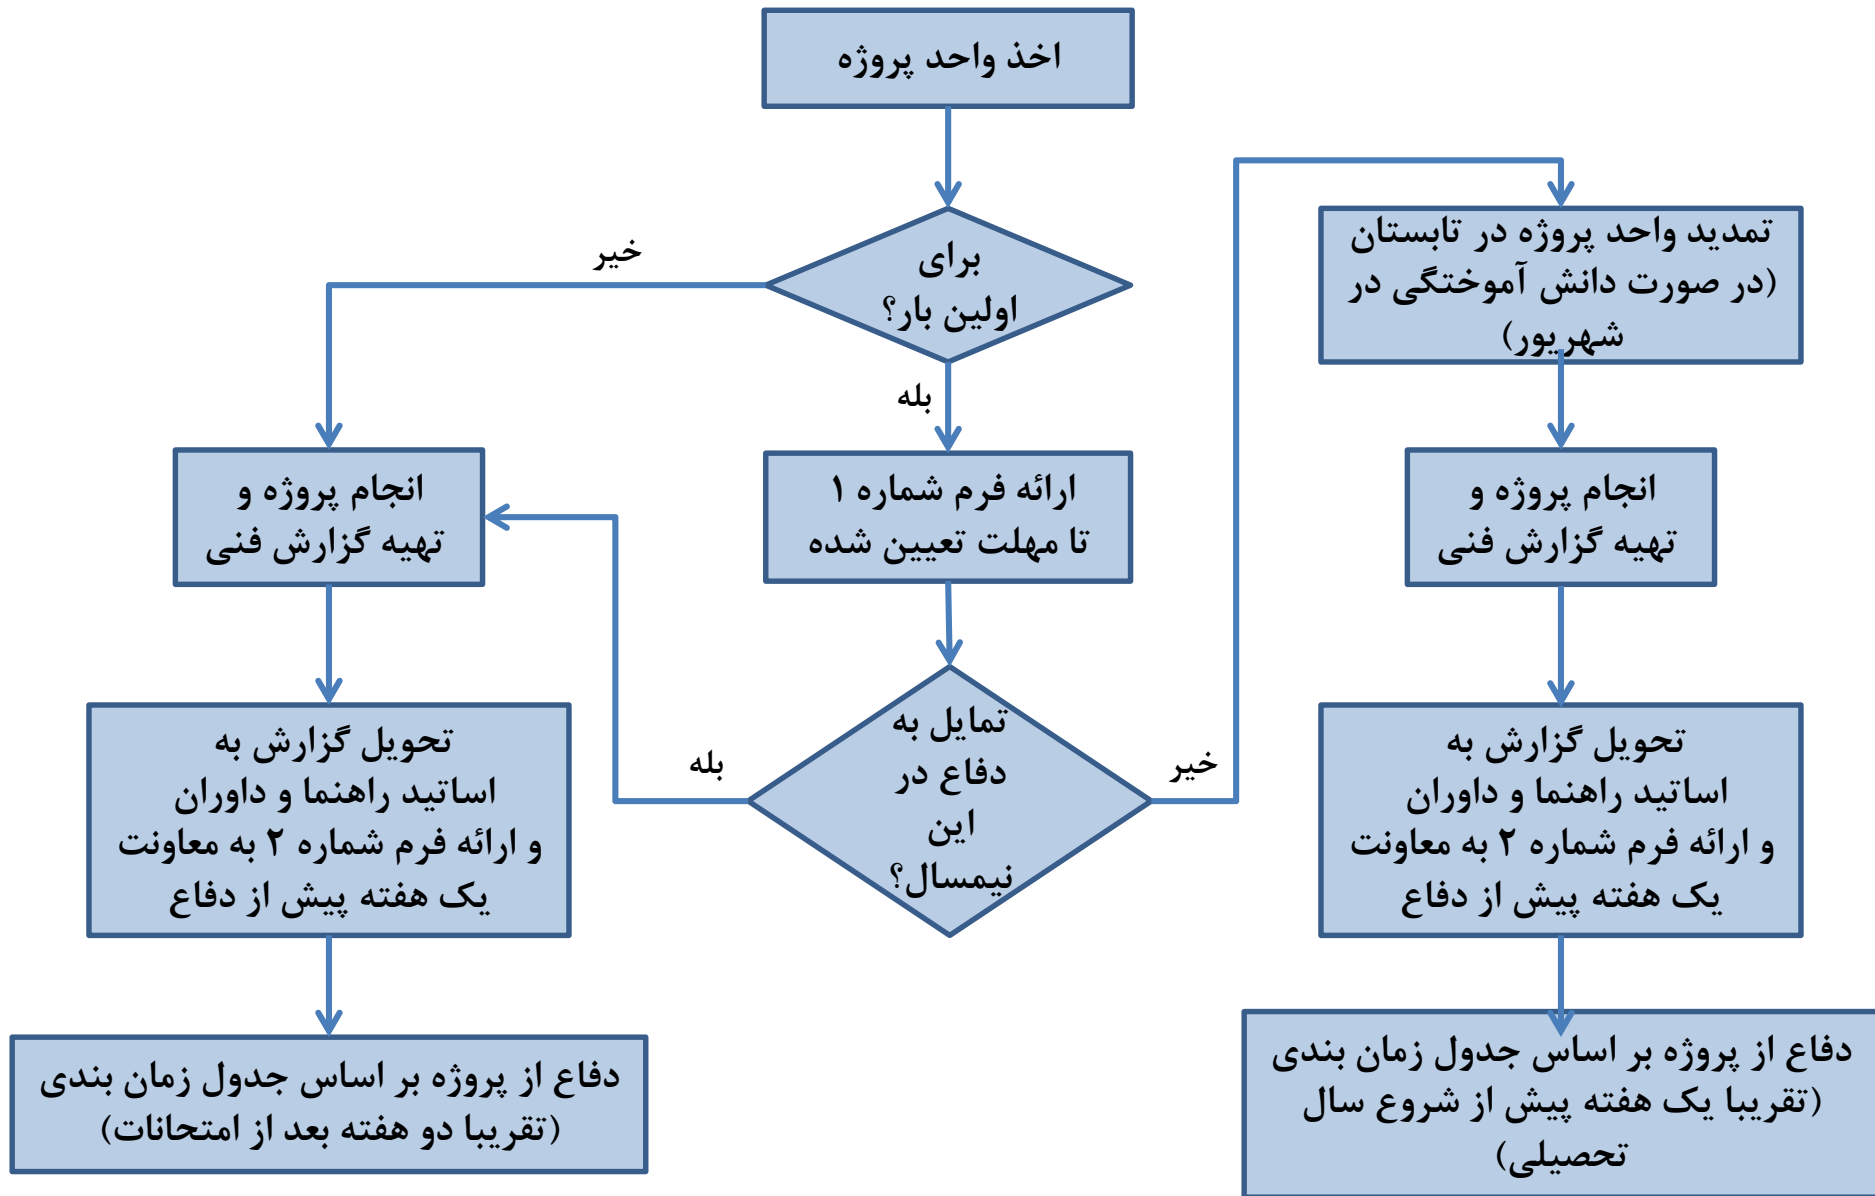 اخذ واحد پروژه
برای
اولین بار؟
خیر
بله
تمدید واحد پروژه در تابستان
(در صورت دانش آموختگی در
شهریور)
انجام پروژه و
تهیه گزارش فنی
ارائه فرم شماره ۱
تا مهلت تعیین شده
انجام پروژه و
تهیه گزارش فنی
تمایل به
دفاع در
این
نیمسال؟
خیر
بله
تحویل گزارش به
اساتید راهنما و داوران
و ارائه فرم شماره ۲ به معاونت
یک هفته پیش از دفاع
تحویل گزارش به
اساتید راهنما و داوران
و ارائه فرم شماره ۲ به معاونت
یک هفته پیش از دفاع
دفاع از پروژه بر اساس جدول زمان بندی
(تقریبا یک هفته پیش از شروع سال
تحصیلی)
دفاع از پروژه بر اساس جدول زمان بندی
(تقریبا دو هفته بعد از امتحانات)